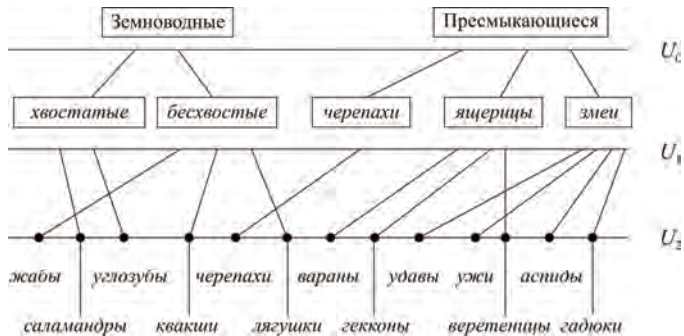 Земноводные Пресмыкающиеся
U₀
хвостатые бесхвостые черепахи ящерицы змеи
жабы углозубы черепахи вараны удавы ужи аспиды
саламандры квакши лягушки гекконы веретеницы гадюки